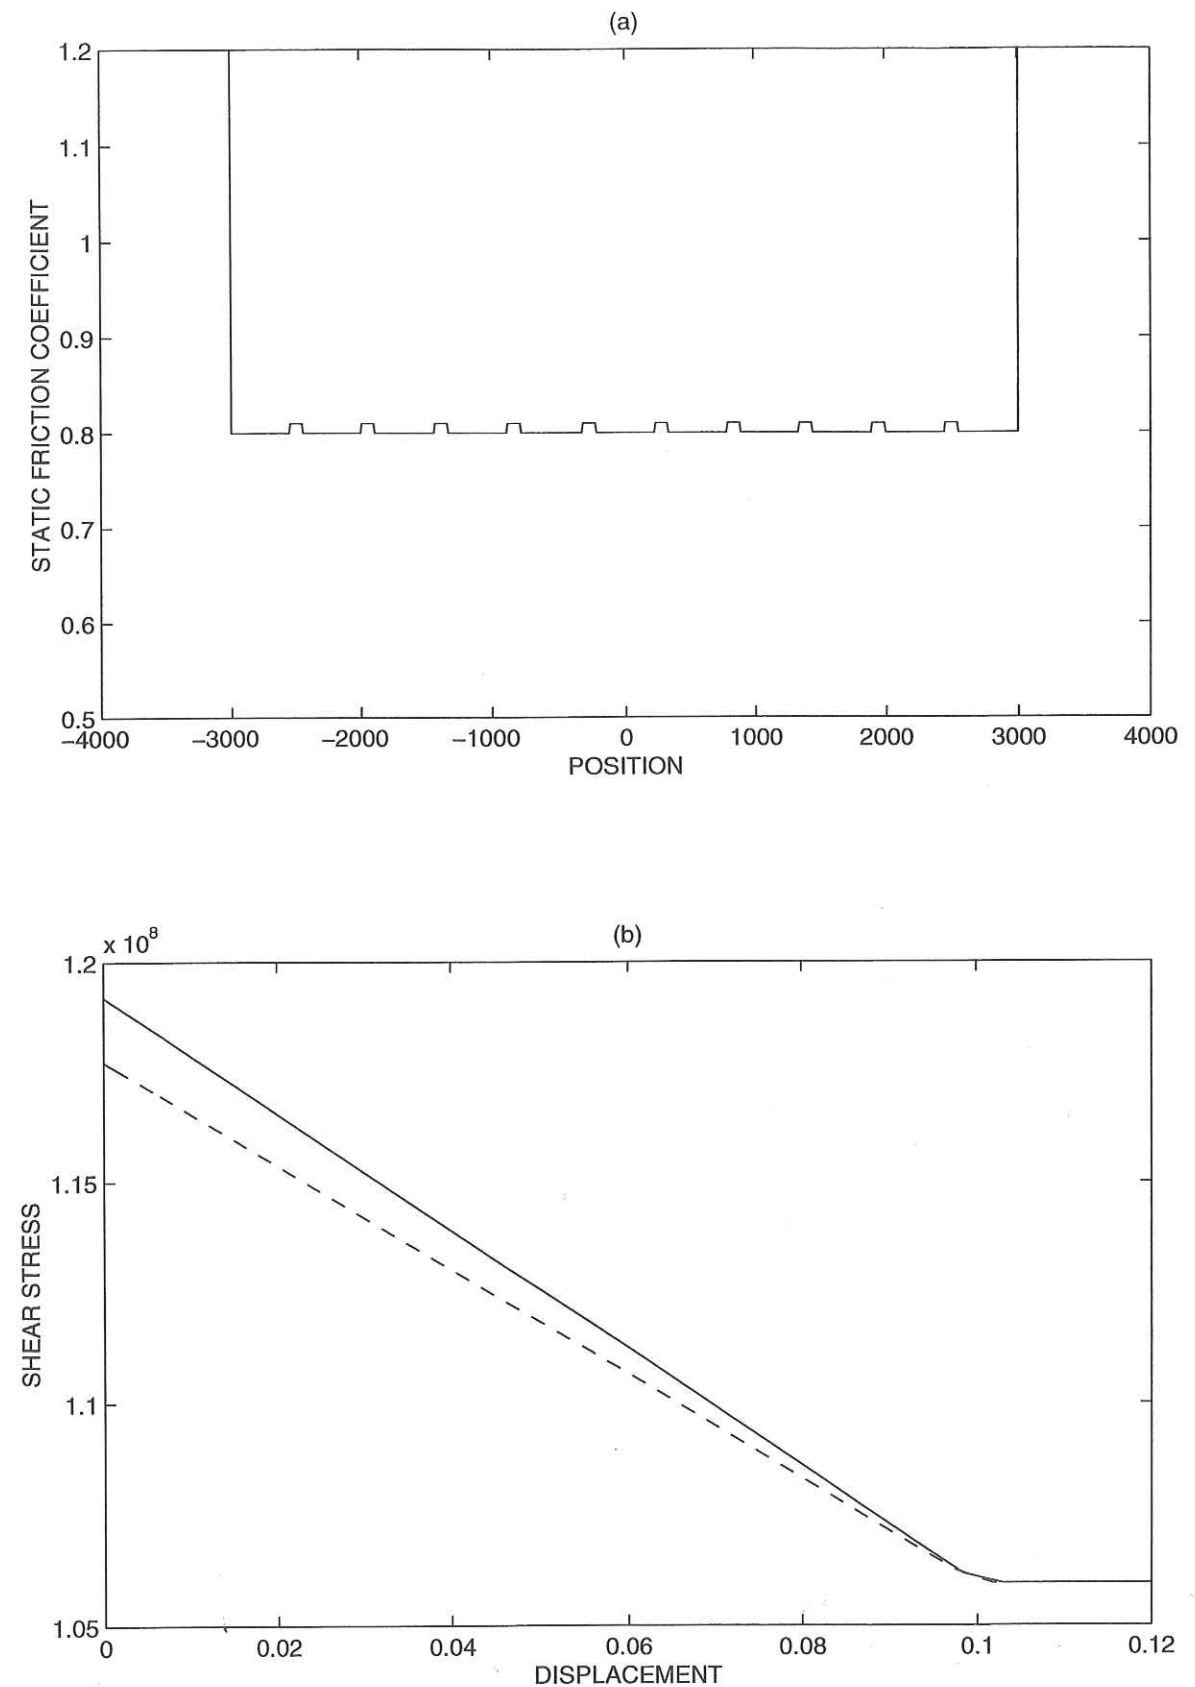 (a)
1.2
1.1
1
0.9
0.8
0.7
0.6
0.5
STATIC FRICTION COEFFICIENT
–4000 –3000 –2000 –1000 0 1000 2000 3000 4000
POSITION
(b)
x 10^8
1.2
1.15
1.1
1.05
SHEAR STRESS
0 0.02 0.04 0.06 0.08 0.1 0.12
DISPLACEMENT